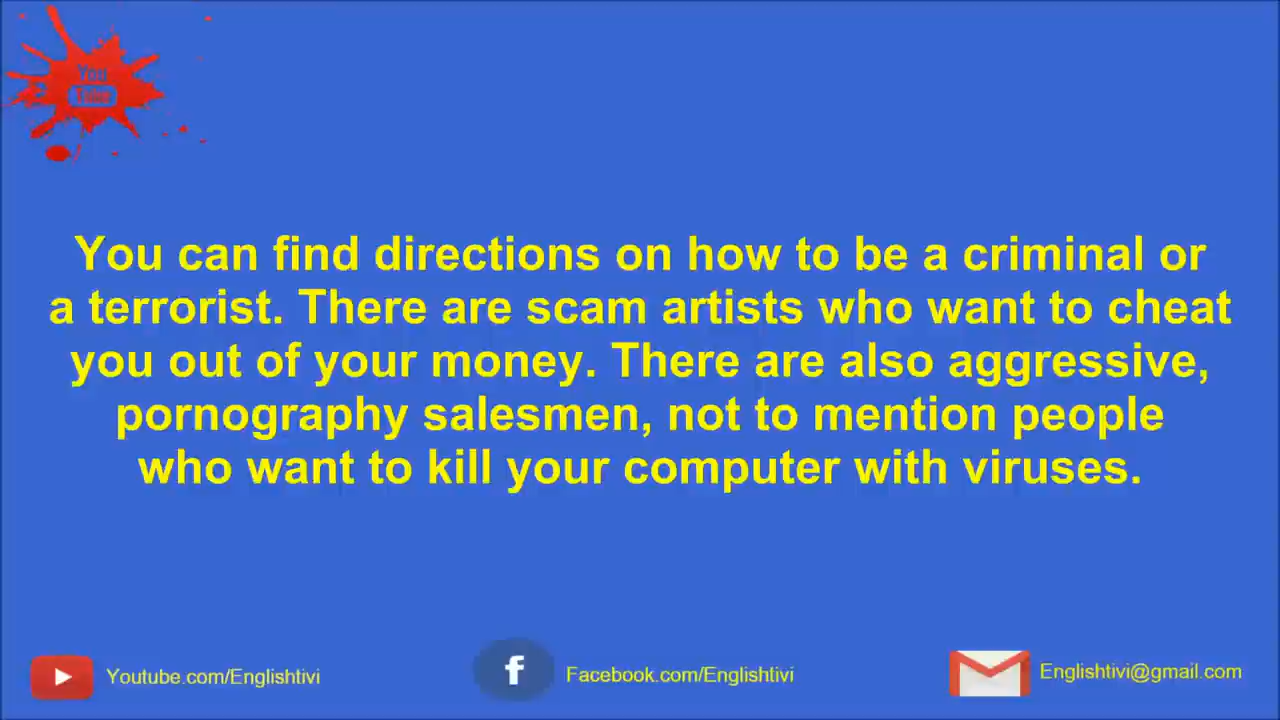 You
Tube
You can find directions on how to be a criminal or
a terrorist. There are scam artists who want to cheat
you out of your money. There are also aggressive,
pornography salesmen, not to mention people
who want to kill your computer with viruses.
Youtube.com/Englishtivi
f
Facebook.com/Englishtivi
Englishtivi@gmail.com